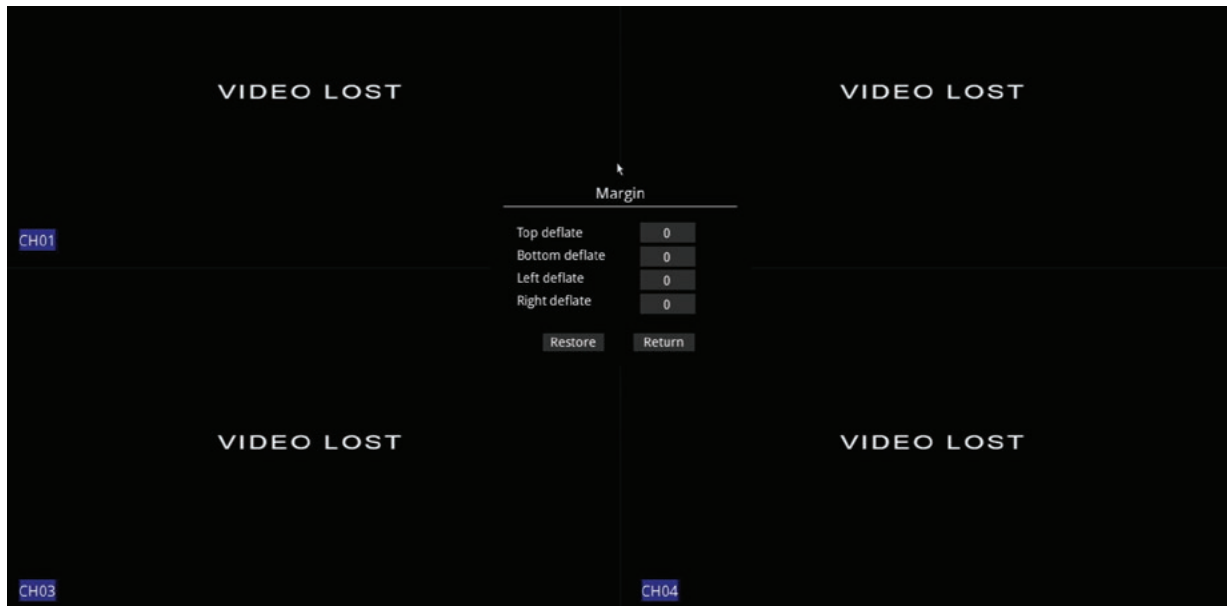 VIDEO LOST
VIDEO LOST
Margin
CH01
Top deflate 0
Bottom deflate 0
Left deflate 0
Right deflate 0
Restore Return
VIDEO LOST
VIDEO LOST
CH03
CH04